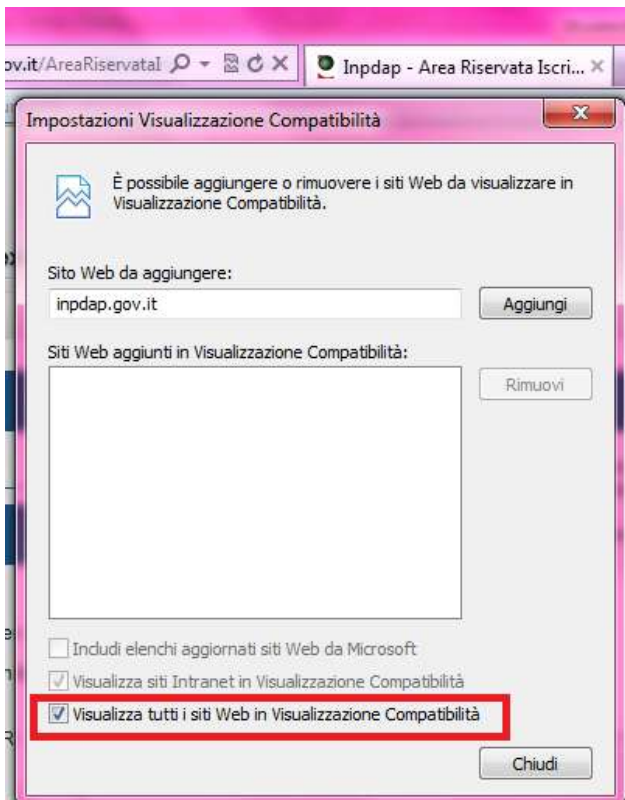 ov.it/AreaRiservataI
Inpdap - Area Riservata Iscri...
Impostazioni Visualizzazione Compatibilità
È possibile aggiungere o rimuovere i siti Web da visualizzare in
Visualizzazione Compatibilità.
Sito Web da aggiungere:
inpdap.gov.it
Aggiungi
Siti Web aggiunti in Visualizzazione Compatibilità:
Rimuovi
Includi elenchi aggiornati siti Web da Microsoft
Visualizza siti Intranet in Visualizzazione Compatibilità
Visualizza tutti i siti Web in Visualizzazione Compatibilità
Chiudi